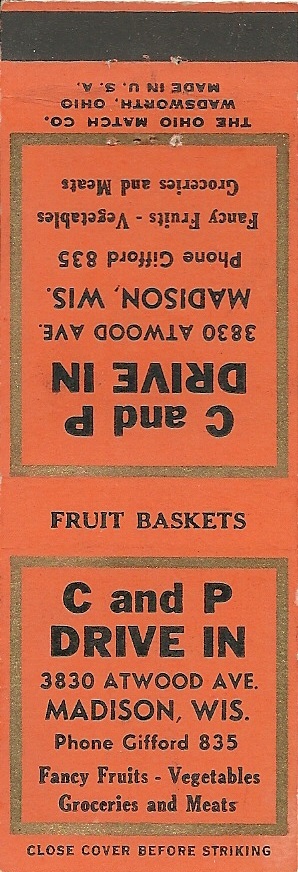 THE OHIO MATCH CO.
WADSWORTH, OHIO
MADE IN U. S. A.
C and P
DRIVE IN
3830 ATWOOD AVE.
MADISON, WIS.
Phone Gifford 835
Fancy Fruits - Vegetables
Groceries and Meats
FRUIT BASKETS
C and P
DRIVE IN
3830 ATWOOD AVE.
MADISON, WIS.
Phone Gifford 835
Fancy Fruits - Vegetables
Groceries and Meats
CLOSE COVER BEFORE STRIKING